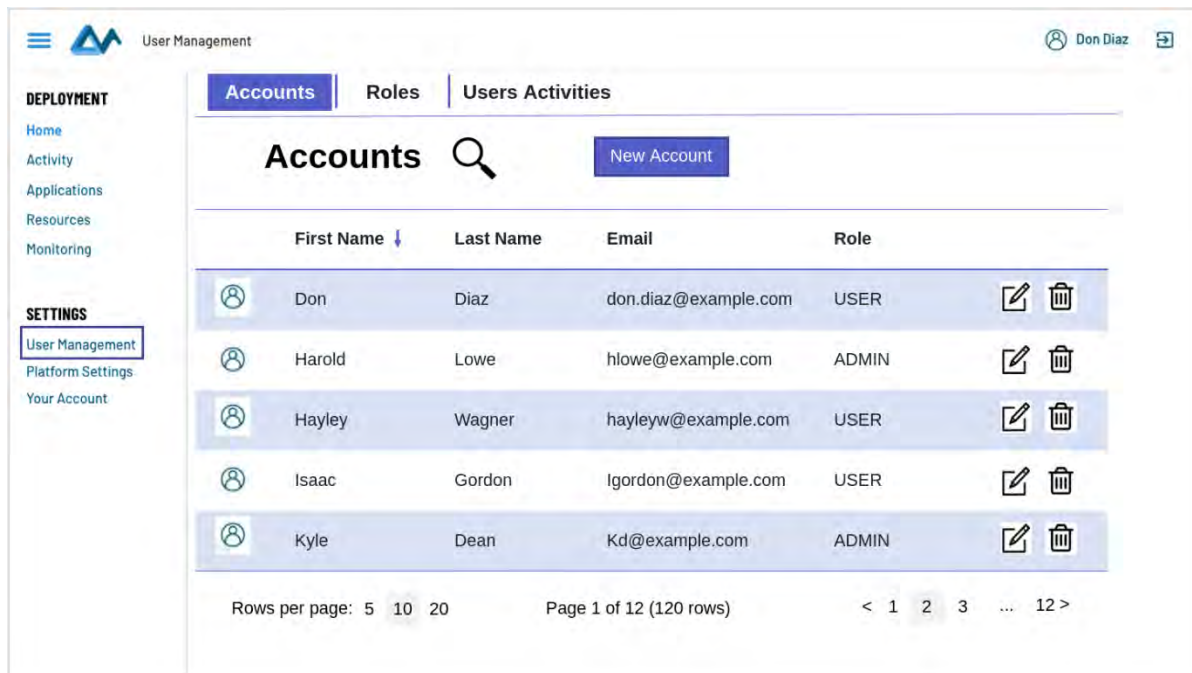 User Management
Don Diaz
DEPLOYMENT
Home
Activity
Applications
Resources
Monitoring
SETTINGS
User Management
Platform Settings
Your Account
Accounts Roles Users Activities
Accounts New Account
First Name Last Name Email Role
Don Diaz don.diaz@example.com USER
Harold Lowe hlowe@example.com ADMIN
Hayley Wagner hayleyw@example.com USER
Isaac Gordon Igordon@example.com USER
Kyle Dean Kd@example.com ADMIN
Rows per page: 5 10 20 Page 1 of 12 (120 rows) < 1 2 3 ... 12 >